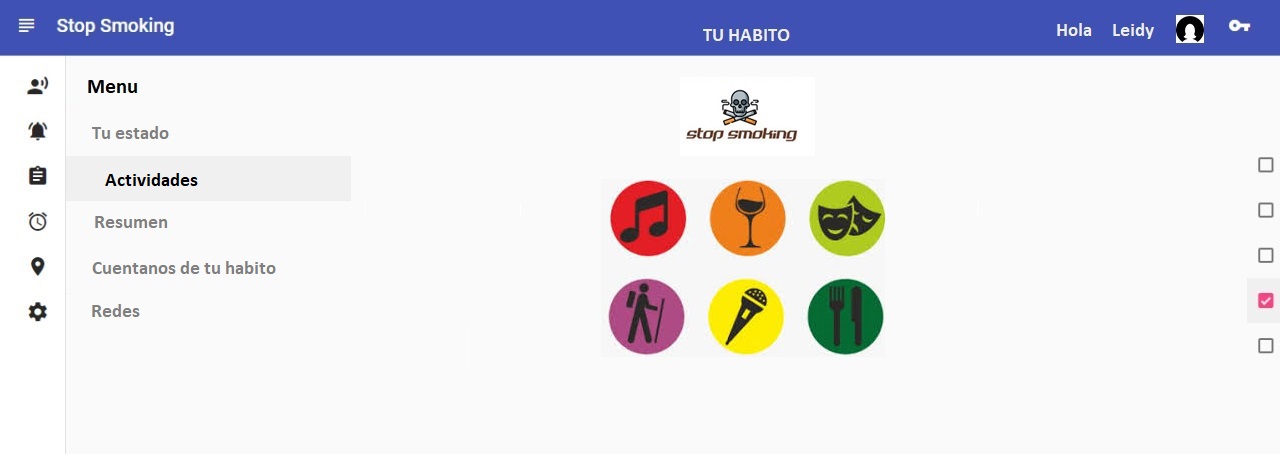 Stop Smoking
TU HABITO
Hola Leidy
Menu
Tu estado
Actividades
Resumen
Cuentanos de tu habito
Redes
stop smoking